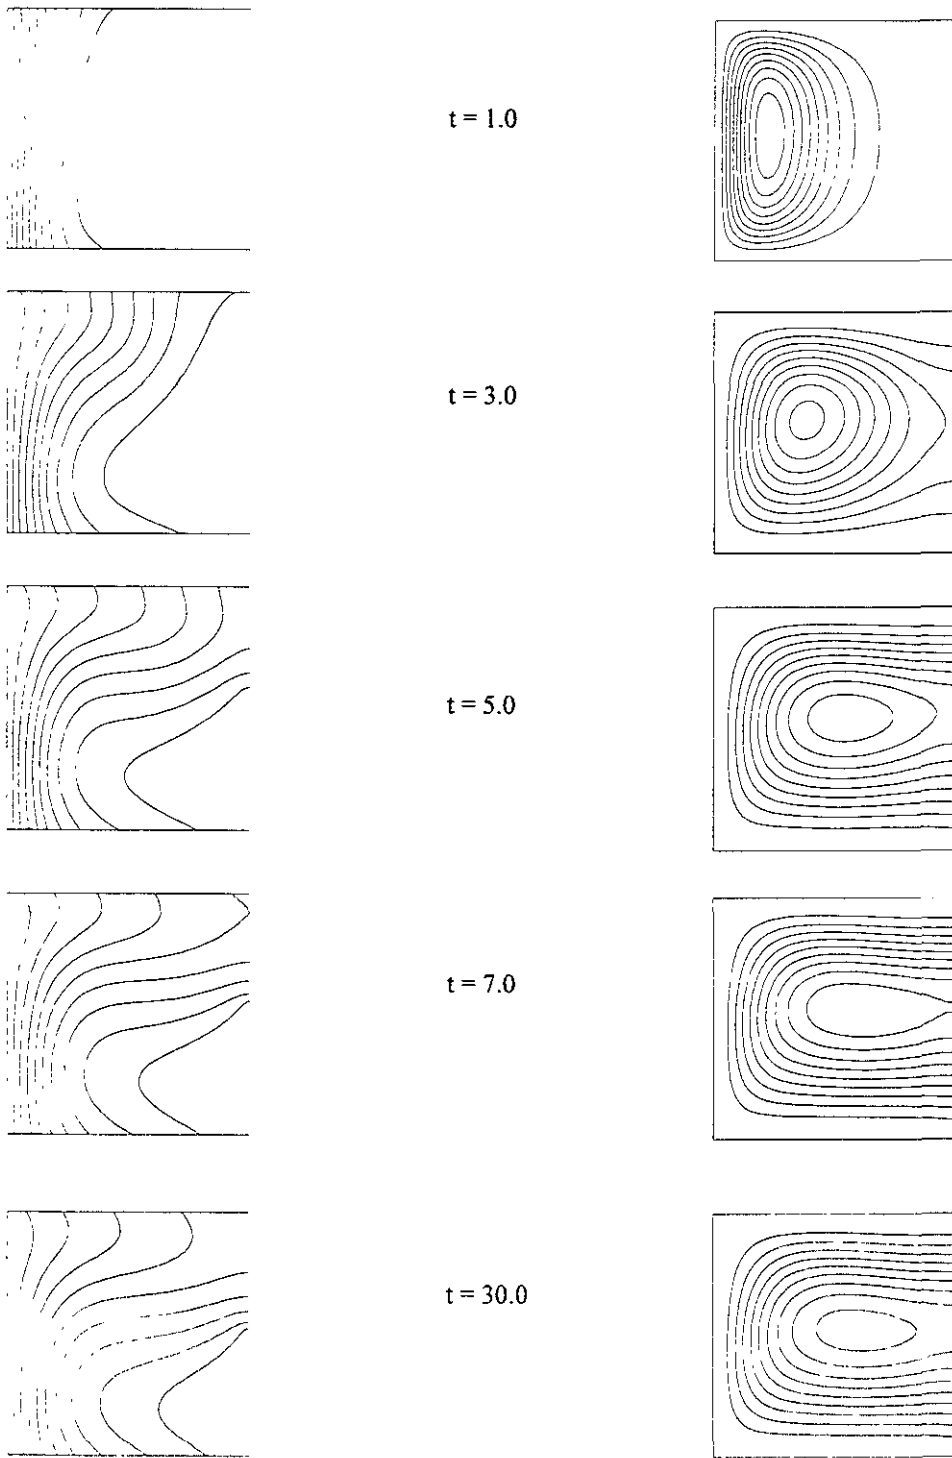 t = 1.0
t = 3.0
t = 5.0
t = 7.0
t = 30.0